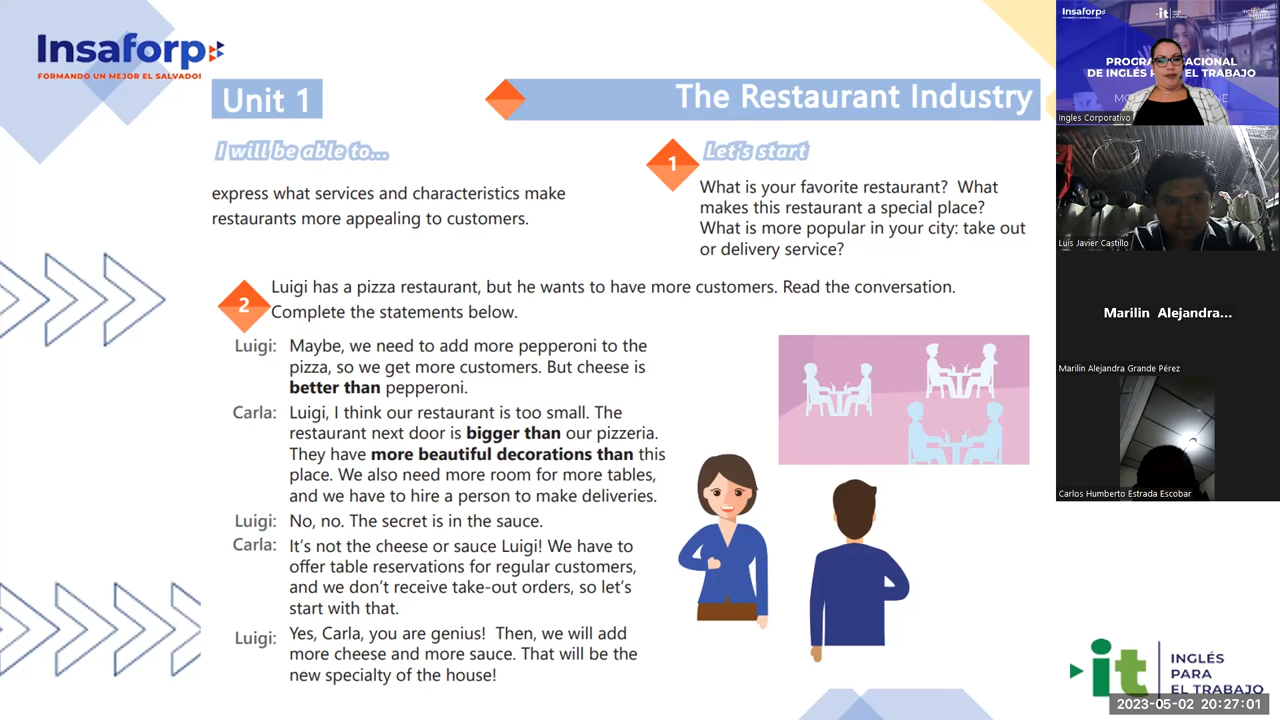 Insaforp
FORMANDO UN MEJOR EL SALVADOR
Unit 1
The Restaurant Industry
I will be able to...
express what services and characteristics make
restaurants more appealing to customers.
1
Let's start
What is your favorite restaurant? What
makes this restaurant a special place?
What is more popular in your city: take out
or delivery service?
2
Luigi has a pizza restaurant, but he wants to have more customers. Read the conversation.
Complete the statements below.
Luigi: Maybe, we need to add more pepperoni to the
pizza, so we get more customers. But cheese is
better than pepperoni.
Carla: Luigi, I think our restaurant is too small. The
restaurant next door is bigger than our pizzeria.
They have more beautiful decorations than this
place. We also need more room for more tables,
and we have to hire a person to make deliveries.
Luigi: No, no. The secret is in the sauce.
Carla: It's not the cheese or sauce Luigi! We have to
offer table reservations for regular customers,
and we don't receive take-out orders, so let's
start with that.
Luigi: Yes, Carla, you are genius! Then, we will add
more cheese and more sauce. That will be the
new specialty of the house!
Insaforp
it
PROGRA NACIONAL
DE INGLÉS EL TRABAJO
Ingles Corporativo
Luis Javier Castillo
Marilin Alejandra...
Marilin Alejandra Grande Pérez
Carlos Humberto Estrada Escobar
it
INGLÉS
PARA
EL TRABAJO
2023-05-02 20:27:01